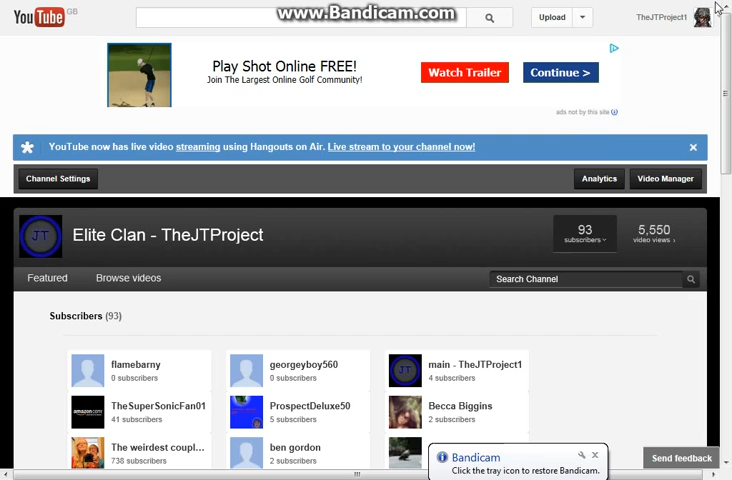 You Tube GB
www.Bandicam.com
Upload
TheJTProject1
Play Shot Online FREE!
Join The Largest Online Golf Community!
Watch Trailer
Continue >
ads not by this site
YouTube now has live video streaming using Hangouts on Air. Live stream to your channel now!
Channel Settings
Analytics
Video Manager
JT
Elite Clan - TheJTProject
93
subscribers
5,550
video views
Featured
Browse videos
Search Channel
Subscribers (93)
flamebarny
0 subscribers
georgeyboy560
0 subscribers
main - TheJTProject1
4 subscribers
amazon.com
TheSuperSonicFan01
41 subscribers
ProspectDeluxe50
5 subscribers
Becca Biggins
2 subscribers
The weirdest coupl...
738 subscribers
ben gordon
2 subscribers
Bandicam
Click the tray icon to restore Bandicam.
Send feedback